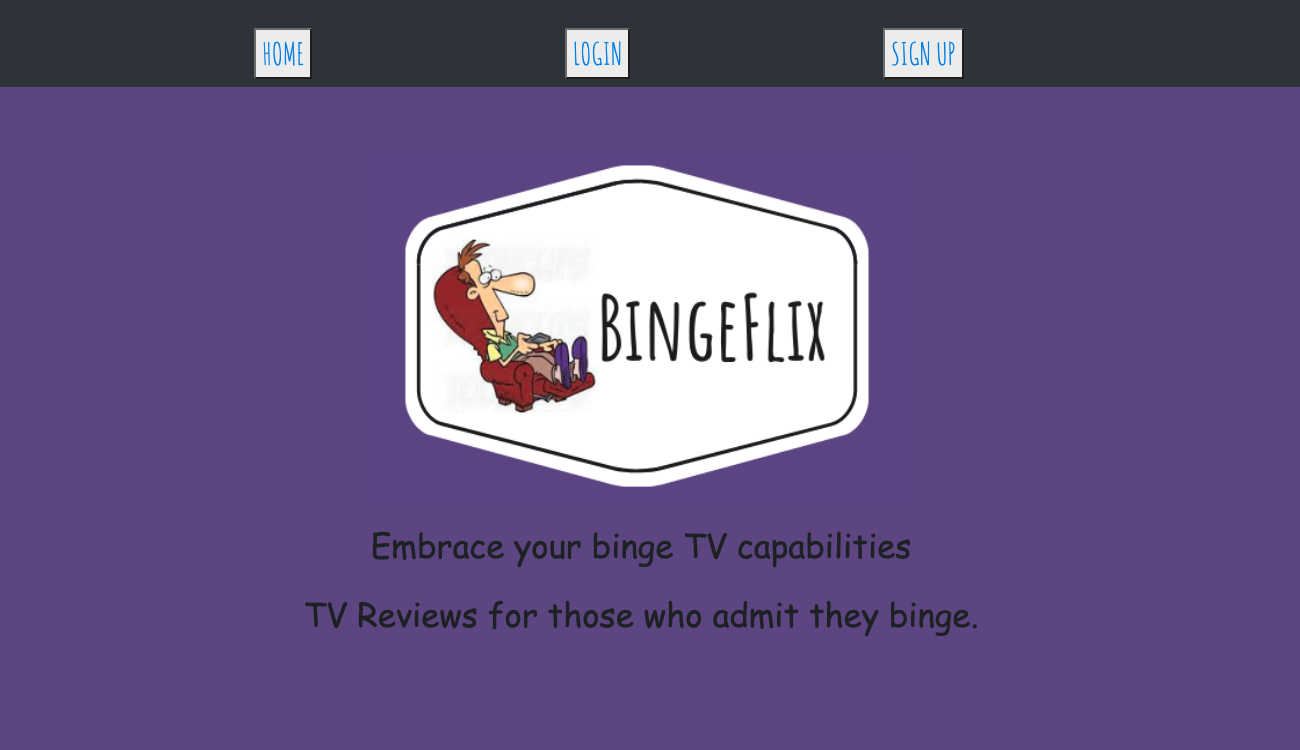 HOME
LOGIN
SIGN UP
BINGEFLIX
Embrace your binge TV capabilities
TV Reviews for those who admit they binge.